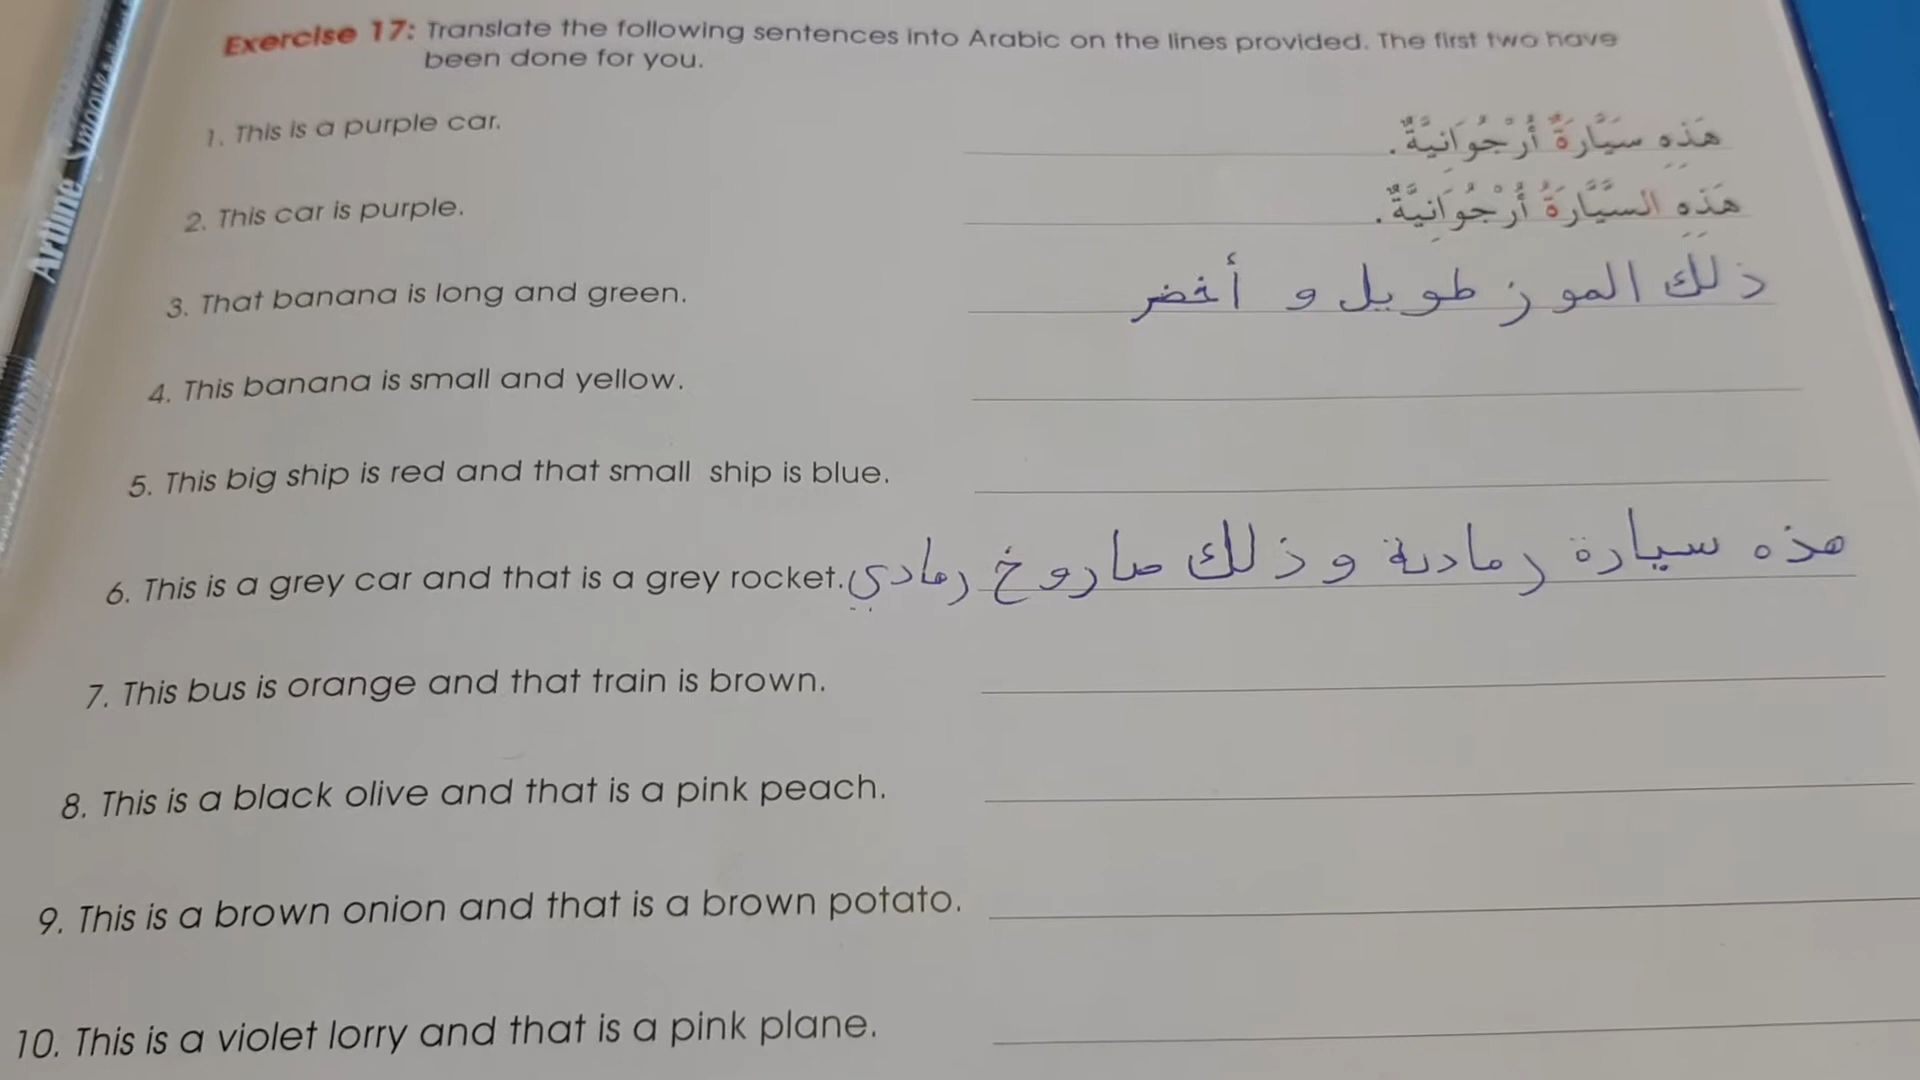 Exercise 17: Translate the following sentences into Arabic on the lines provided. The first two have
been done for you.
1. This is a purple car. هَذِهِ سَيَّارَةٌ أُرْجُوَانِيَّةٌ.
2. This car is purple. هَذِهِ السَّيَّارَةُ أُرْجُوَانِيَّةٌ.
3. That banana is long and green. ذلك الموز طويل و أخضر
4. This banana is small and yellow.
5. This big ship is red and that small ship is blue.
6. This is a grey car and that is a grey rocket. هذه سيارة رمادية وذلك صاروخ رمادي
7. This bus is orange and that train is brown.
8. This is a black olive and that is a pink peach.
9. This is a brown onion and that is a brown potato.
10. This is a violet lorry and that is a pink plane.
Artline Smoove